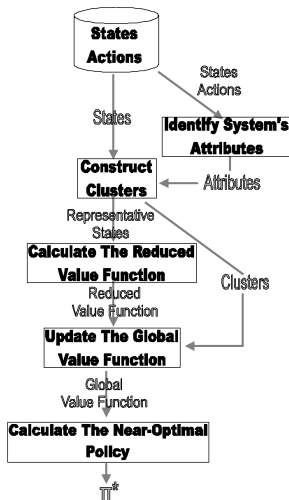 States
Actions
States
Actions
States
Identify System's
Attributes
Construct
Clusters
Attributes
Representative
States
Calculate The Reduced
Value Function
Clusters
Reduced
Value Function
Update The Global
Value Function
Global
Value Function
Calculate The Near-Optimal
Policy
π*